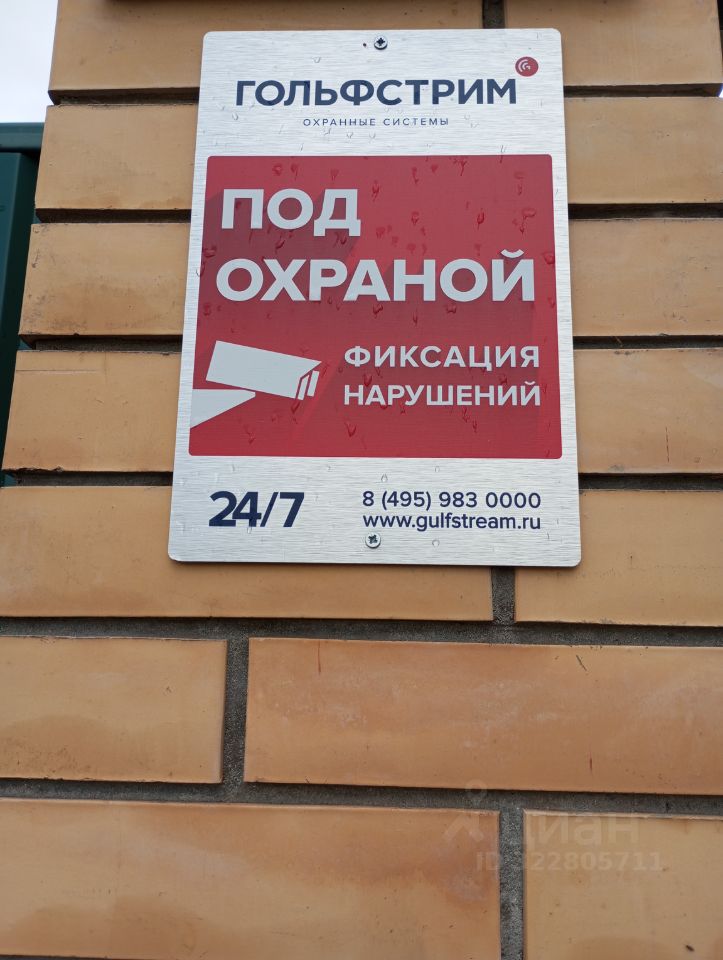 ГОЛЬФСТРИМ
ОХРАННЫЕ СИСТЕМЫ
ПОД
ОХРАНОЙ
ФИКСАЦИЯ
НАРУШЕНИЙ
24/7
8 (495) 983 0000
www.gulfstream.ru
циан